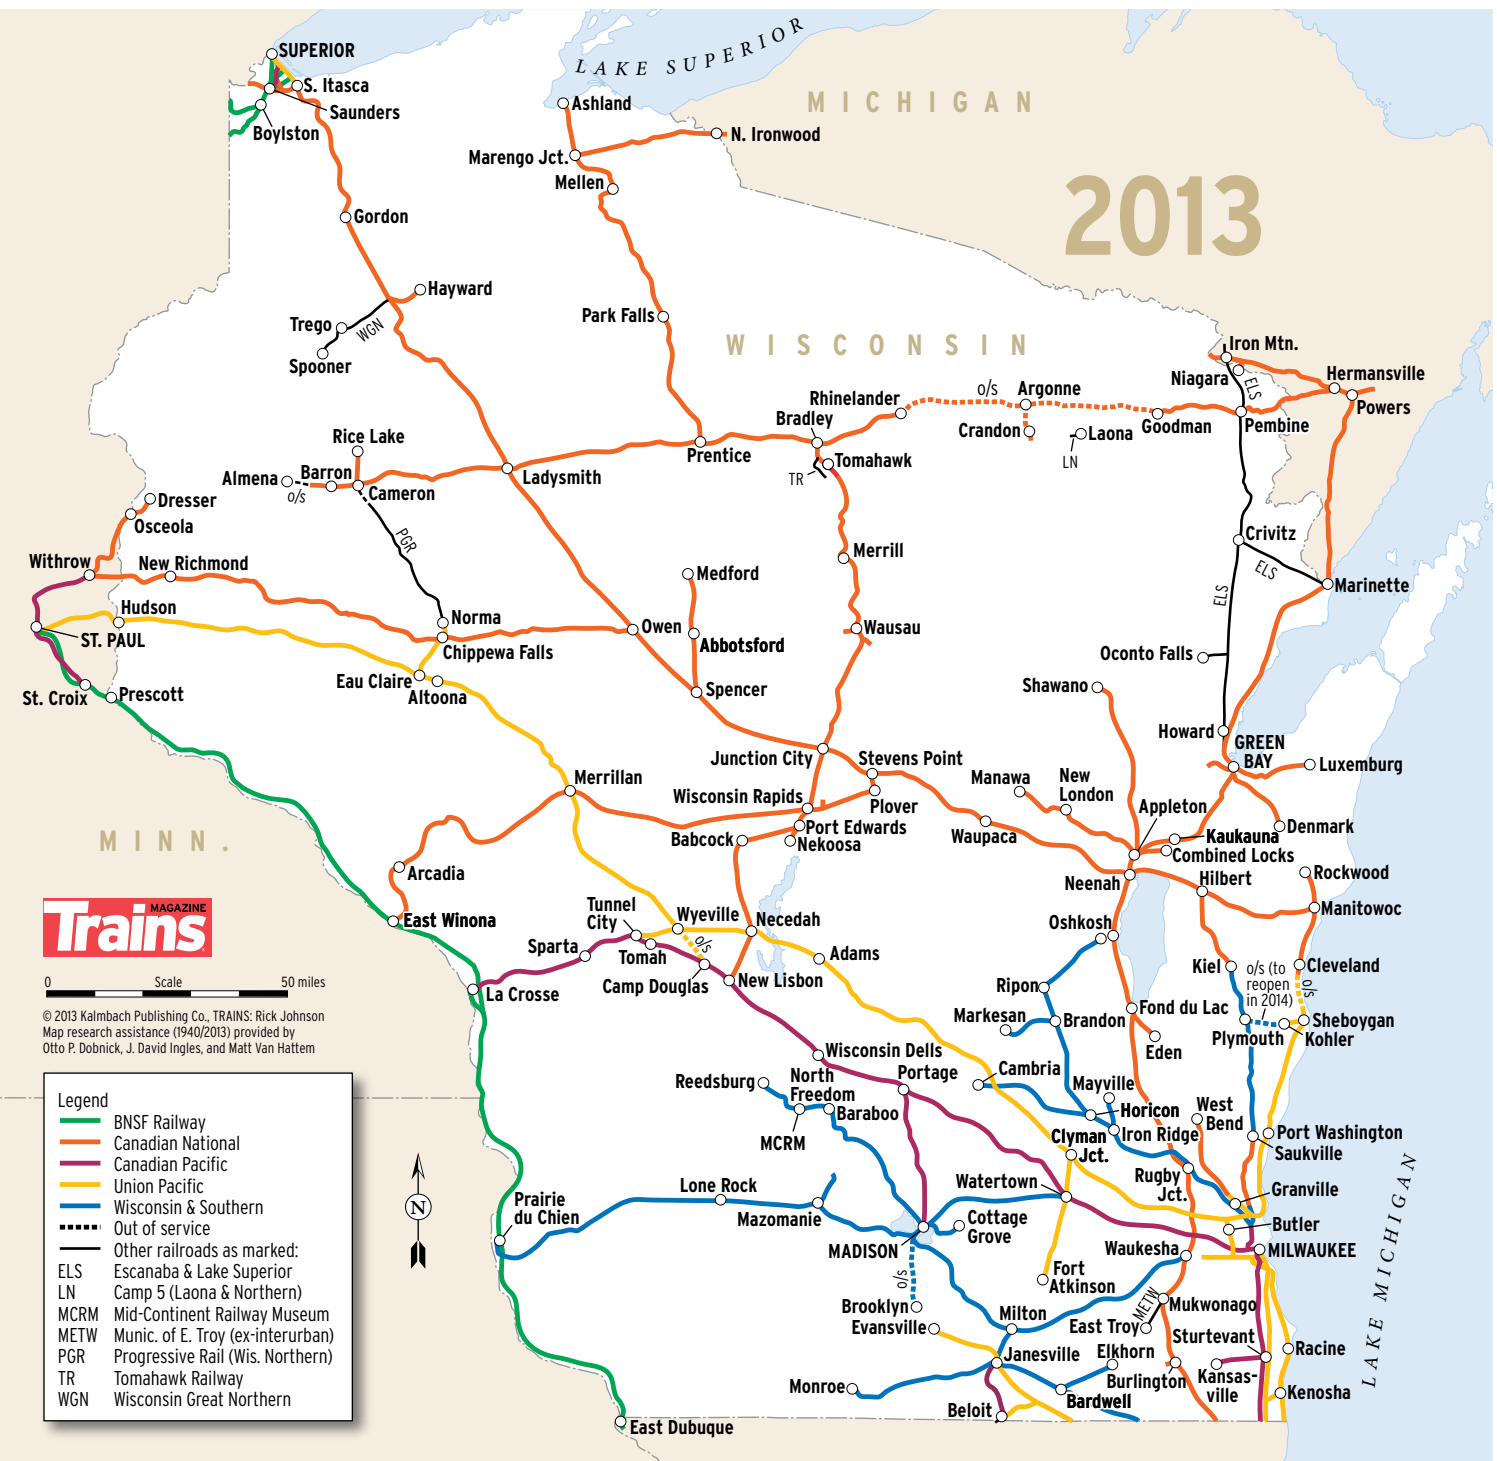 LAKE SUPERIOR
MICHIGAN
2013
SUPERIOR
S. Itasca
Saunders
Boylston
Ashland
N. Ironwood
Marengo Jct.
Mellen
Gordon
Hayward
Trego
WGN
Spooner
Park Falls
WISCONSIN
Iron Mtn.
Niagara
ELS
Hermansville
Powers
Rhinelander
o/s
Argonne
Bradley
Crandon
Laona
LN
Goodman
Pembine
Rice Lake
Almena
Barron
o/s
Cameron
Ladysmith
Prentice
Tomahawk
TR
Dresser
Osceola
PGR
Crivitz
ELS
Withrow
New Richmond
Merrill
Medford
Marinette
ELS
Hudson
Norma
ST. PAUL
Chippewa Falls
Owen
Abbotsford
Wausau
Oconto Falls
Eau Claire
Altoona
St. Croix
Prescott
Spencer
Shawano
Howard
GREEN
BAY
Luxemburg
Junction City
Stevens Point
Merrillan
Manawa
New
London
Wisconsin Rapids
Plover
Appleton
Denmark
Port Edwards
Babcock
Nekoosa
Waupaca
Kaukauna
Combined Locks
MINN.
Arcadia
Neenah
Hilbert
Rockwood
Manitowoc
Trains
MAGAZINE
East Winona
Tunnel
City
Wyeville
Necedah
Oshkosh
Sparta
Tomah
o/s
Adams
Camp Douglas
New Lisbon
Kiel
o/s (to
reopen
in 2014)
Cleveland
o/s
0
Scale
50 miles
La Crosse
Ripon
© 2013 Kalmbach Publishing Co., TRAINS: Rick Johnson
Map research assistance (1940/2013) provided by
Otto P. Dobnick, J. David Ingles, and Matt Van Hattem
Markesan
Brandon
Fond du Lac
Eden
Plymouth
Sheboygan
Kohler
Wisconsin Dells
Portage
Cambria
Reedsburg
North
Freedom
Baraboo
MCRM
Mayville
Horicon
West
Bend
Clyman
Jct.
Iron Ridge
Port Washington
Saukville
Rugby
Jct.
Granville
Watertown
Lone Rock
Mazomanie
Prairie
du Chien
N
MADISON
Cottage
Grove
Butler
MILWAUKEE
Waukesha
LAKE MICHIGAN
o/s
Fort
Atkinson
Brooklyn
Evansville
Milton
METW
Mukwonago
East Troy
Sturtevant
Racine
Janesville
Elkhorn
Burlington
Kansas-
ville
Monroe
Bardwell
Kenosha
Beloit
East Dubuque
Legend
BNSF Railway
Canadian National
Canadian Pacific
Union Pacific
Wisconsin & Southern
Out of service
Other railroads as marked:
ELS Escanaba & Lake Superior
LN Camp 5 (Laona & Northern)
MCRM Mid-Continent Railway Museum
METW Munic. of E. Troy (ex-interurban)
PGR Progressive Rail (Wis. Northern)
TR Tomahawk Railway
WGN Wisconsin Great Northern